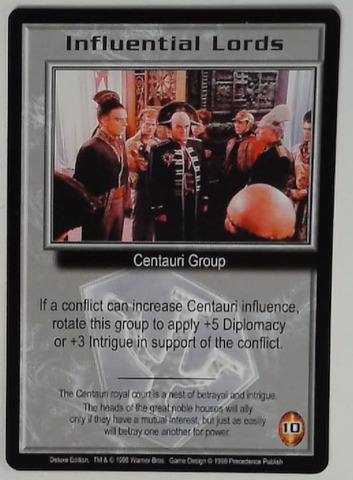 Influential Lords
Centauri Group
If a conflict can increase Centauri influence,
rotate this group to apply +5 Diplomacy
or +3 Intrigue in support of the conflict.
The Centauri royal court is a nest of betrayal and intrigue.
The heads of the great noble houses will ally
only if they have a mutual interest, but just as easily
will betray one another for power.
10
Deluxe Edition. TM & © 1998 Warner Bros. Game Design © 1998 Precedence Publish